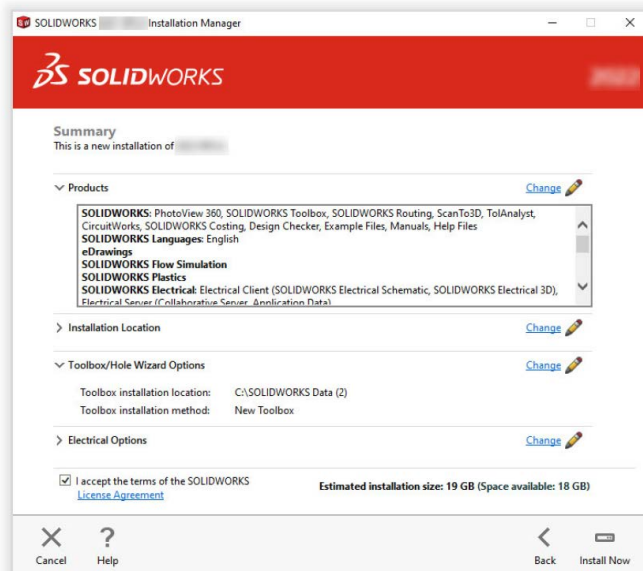 SOLIDWORKS Installation Manager
SOLIDWORKS
Summary
This is a new installation of
Products
Change
SOLIDWORKS: PhotoView 360, SOLIDWORKS Toolbox, SOLIDWORKS Routing, ScanTo3D, TolAnalyst,
CircuitWorks, SOLIDWORKS Costing, Design Checker, Example Files, Manuals, Help Files
SOLIDWORKS Languages: English
eDrawings
SOLIDWORKS Flow Simulation
SOLIDWORKS Plastics
SOLIDWORKS Electrical: Electrical Client (SOLIDWORKS Electrical Schematic, SOLIDWORKS Electrical 3D),
Electrical Server (Collaborative Server, Application Data)
Installation Location
Change
Toolbox/Hole Wizard Options
Change
Toolbox installation location: C:\SOLIDWORKS Data (2)
Toolbox installation method: New Toolbox
Electrical Options
Change
I accept the terms of the SOLIDWORKS
License Agreement
Estimated installation size: 19 GB (Space available: 18 GB)
Cancel
Help
Back
Install Now